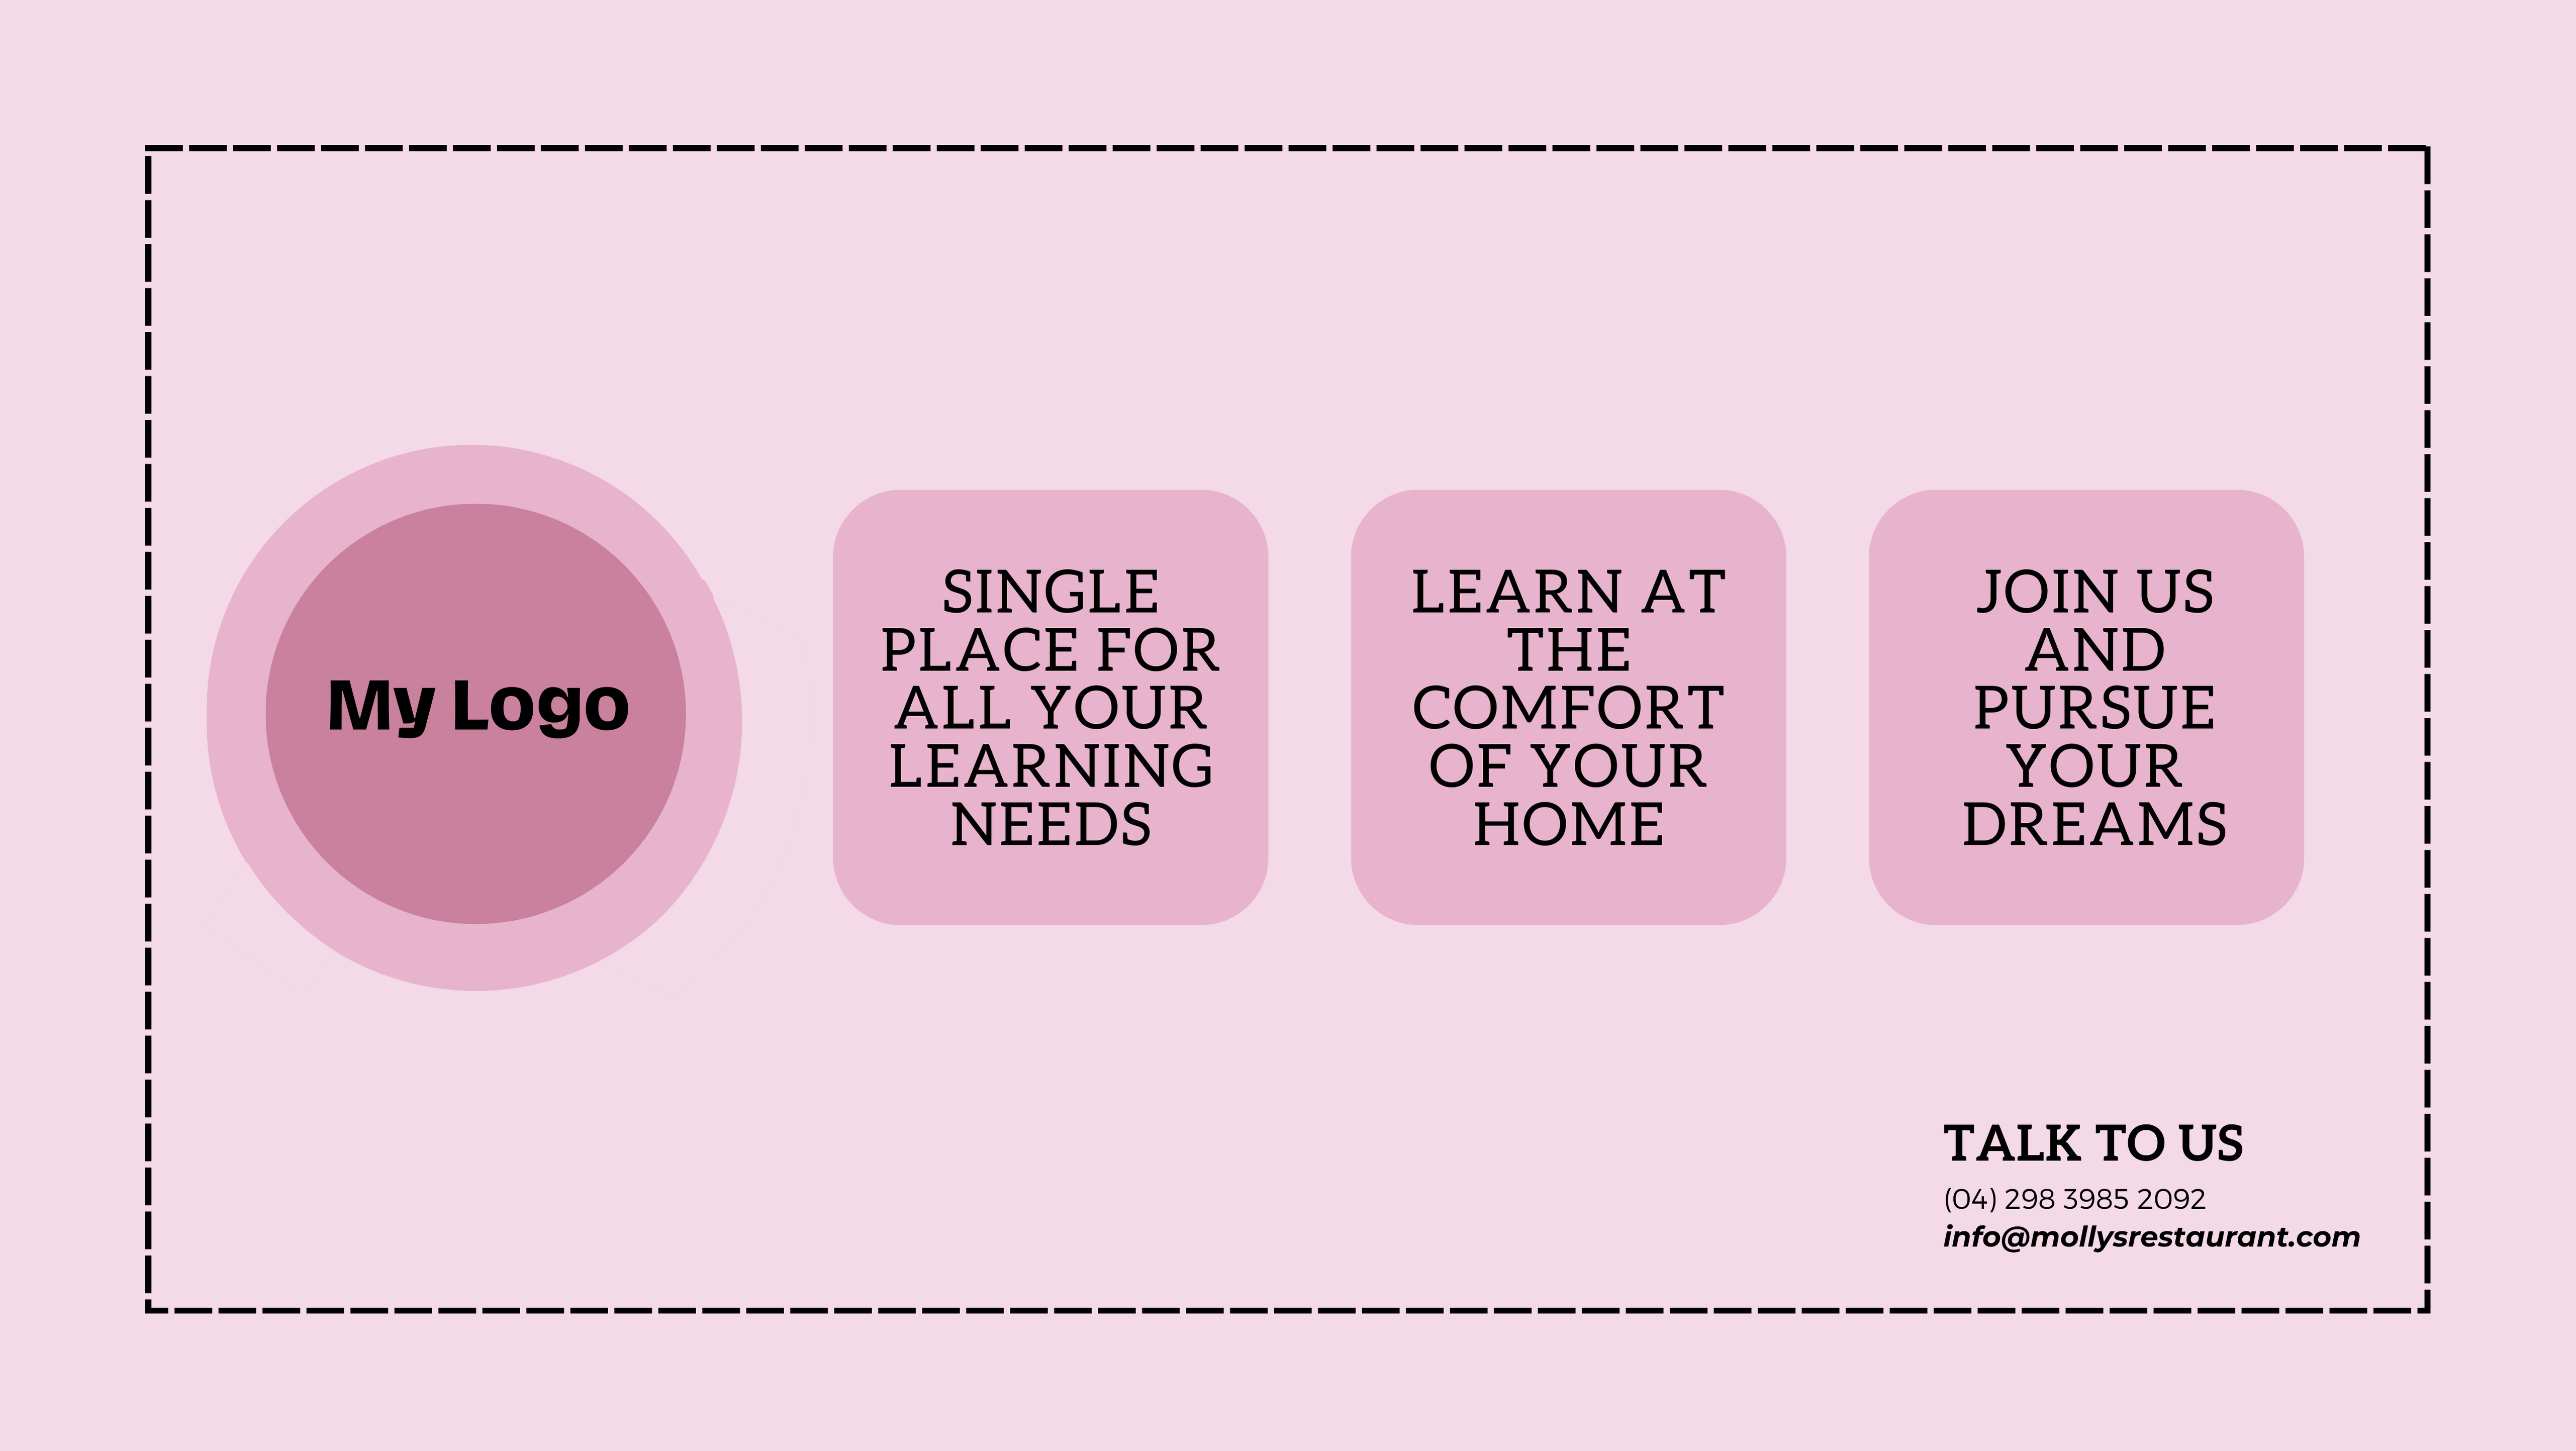 My Logo
SINGLE
PLACE FOR
ALL YOUR
LEARNING
NEEDS
LEARN AT
THE
COMFORT
OF YOUR
HOME
JOIN US
AND
PURSUE
YOUR
DREAMS
TALK TO US
(04) 298 3985 2092
info@mollysrestaurant.com